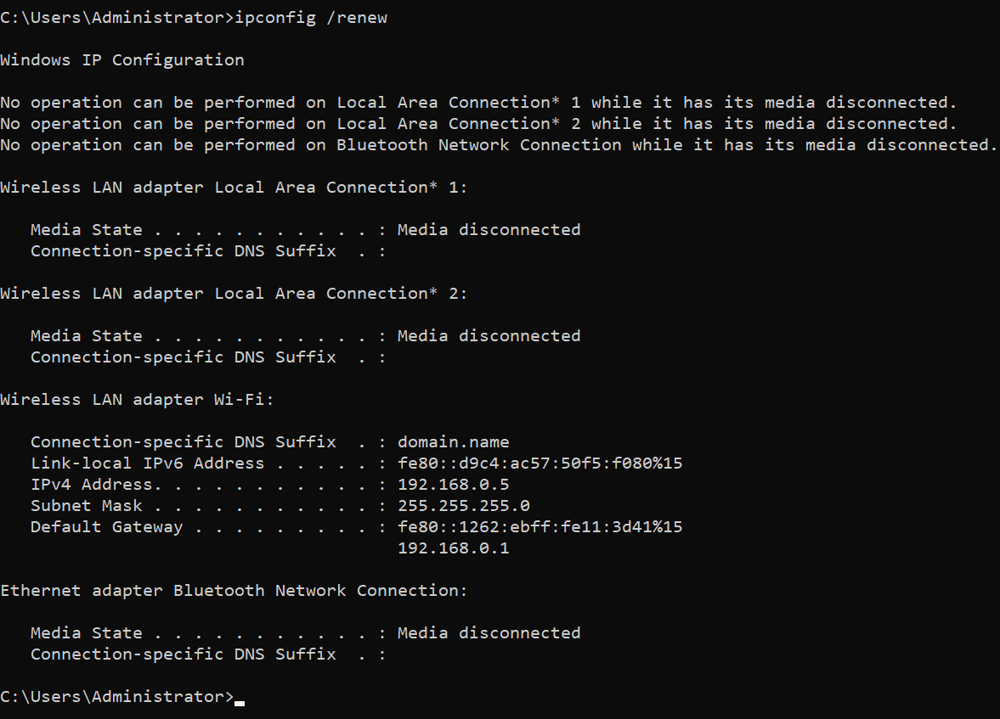 C:\Users\Administrator>ipconfig /renew
Windows IP Configuration
No operation can be performed on Local Area Connection* 1 while it has its media disconnected.
No operation can be performed on Local Area Connection* 2 while it has its media disconnected.
No operation can be performed on Bluetooth Network Connection while it has its media disconnected.
Wireless LAN adapter Local Area Connection* 1:
   Media State . . . . . . . . . . . : Media disconnected
   Connection-specific DNS Suffix  . :
Wireless LAN adapter Local Area Connection* 2:
   Media State . . . . . . . . . . . : Media disconnected
   Connection-specific DNS Suffix  . :
Wireless LAN adapter Wi-Fi:
   Connection-specific DNS Suffix  . : domain.name
   Link-local IPv6 Address . . . . . : fe80::d9c4:ac57:50f5:f080%15
   IPv4 Address. . . . . . . . . . . : 192.168.0.5
   Subnet Mask . . . . . . . . . . . : 255.255.255.0
   Default Gateway . . . . . . . . . : fe80::1262:ebff:fe11:3d41%15
                                       192.168.0.1
Ethernet adapter Bluetooth Network Connection:
   Media State . . . . . . . . . . . : Media disconnected
   Connection-specific DNS Suffix  . :
C:\Users\Administrator>